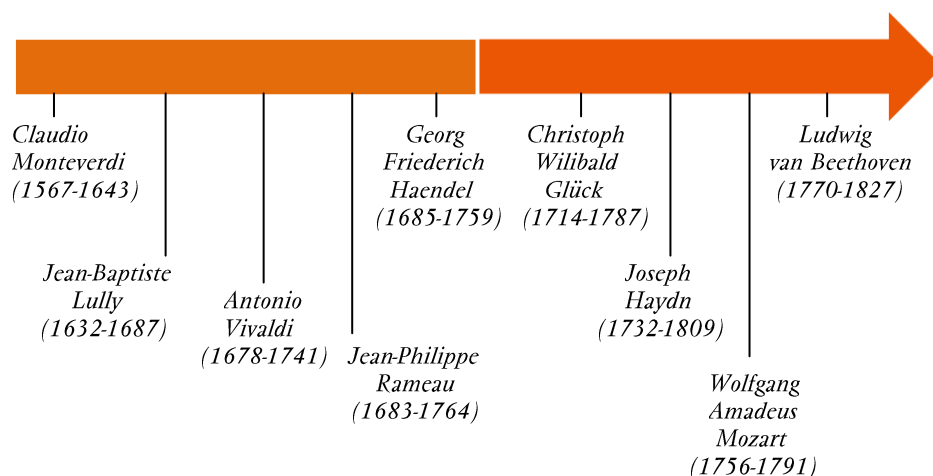 Claudio
Monteverdi
(1567-1643)
Jean-Baptiste
Lully
(1632-1687)
Antonio
Vivaldi
(1678-1741)
Jean-Philippe
Rameau
(1683-1764)
Georg
Friederich
Haendel
(1685-1759)
Christoph
Wilibald
Glück
(1714-1787)
Joseph
Haydn
(1732-1809)
Wolfgang
Amadeus
Mozart
(1756-1791)
Ludwig
van Beethoven
(1770-1827)